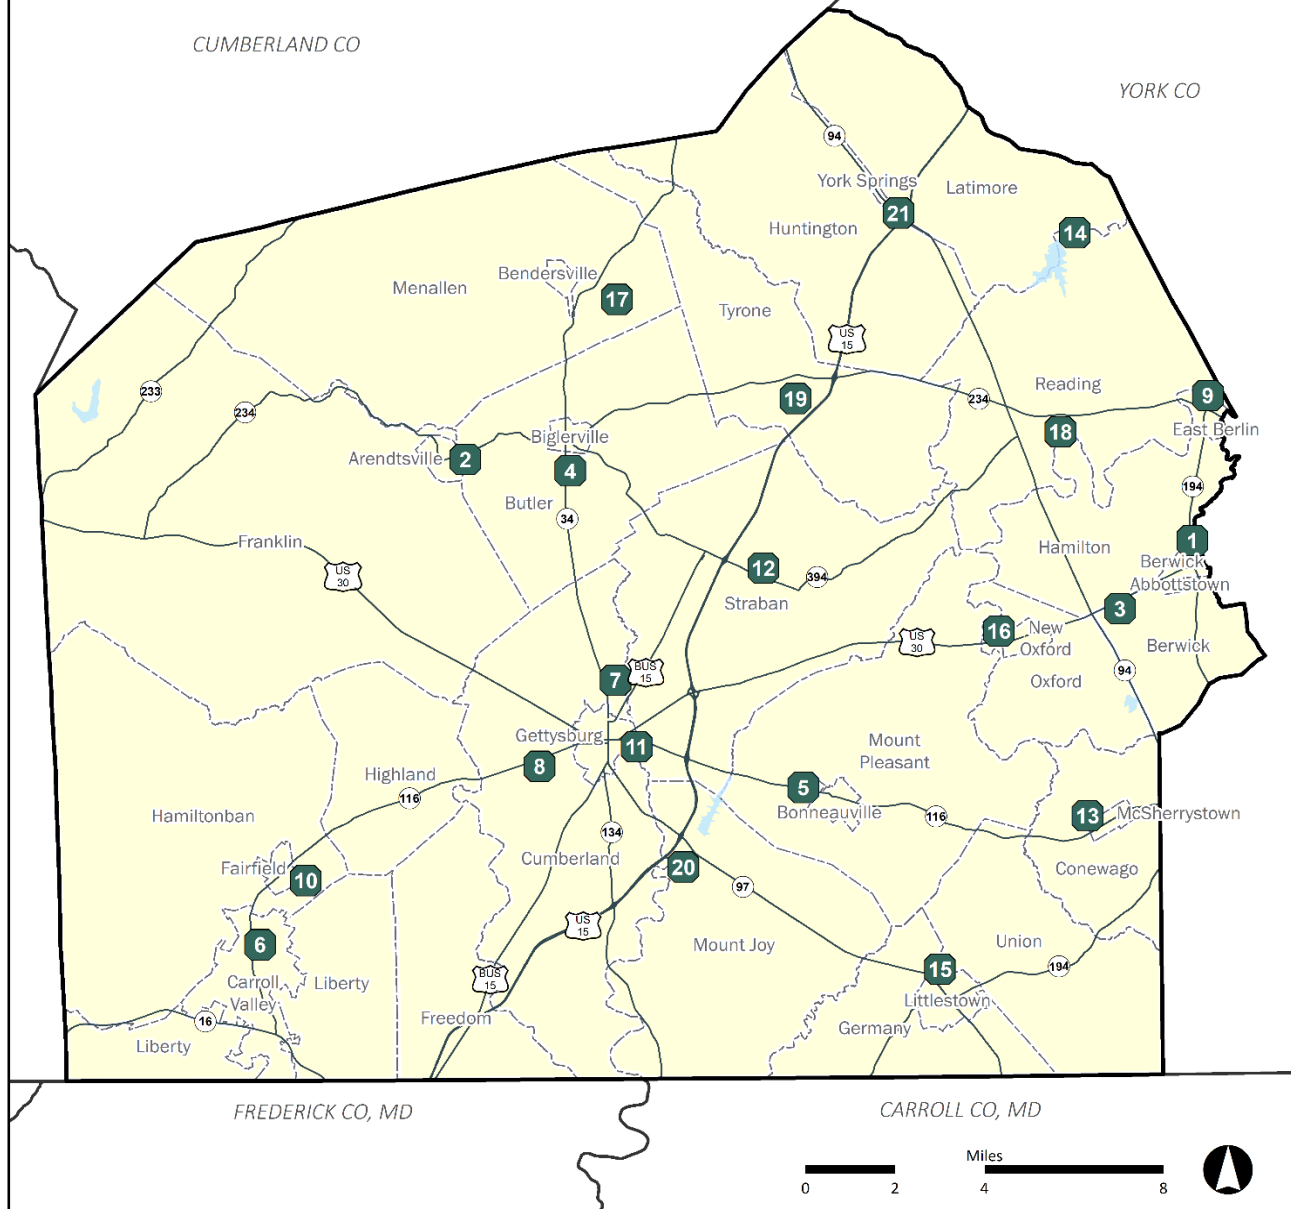 CUMBERLAND CO
YORK CO
94
York Springs
Latimore
21
14
Huntington
Bendersville
Menallen
17
Tyrone
US
15
233
234
19
234
Reading
9
18
East Berlin
Biglerville
Arendtsville
2
4
194
Butler
34
Franklin
1
Hamilton
US
30
12
394
Berwick
Abbottstown
Straban
3
16
New
Oxford
US
30
Berwick
7
BUS
15
94
Oxford
Gettysburg
11
Mount
Pleasant
8
Highland
116
5
Bonneauville
116
13
McSherrystown
Hamiltonban
134
Cumberland
Fairfield
10
20
97
Conewago
US
15
6
Mount Joy
Union
15
194
BUS
15
Carroll
Valley
Liberty
Littlestown
16
Freedom
Germany
Liberty
FREDERICK CO, MD
CARROLL CO, MD
Miles
0
2
4
8